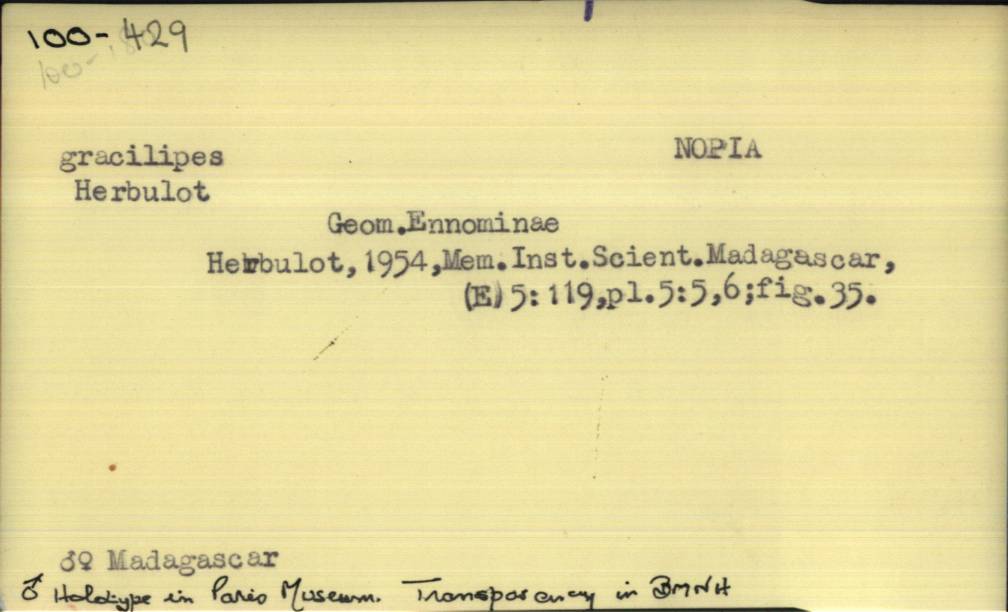 100-429
gracilipes NOPIA
Herbulot
Geom.Ennominae
Herbulot,1954,Mem.Inst.Scient.Madagascar,
(E)5:119,pl.5:5,6;fig.35.
♂♀ Madagascar
♂ Holotype in Paris Museum. Transparency in BMNH